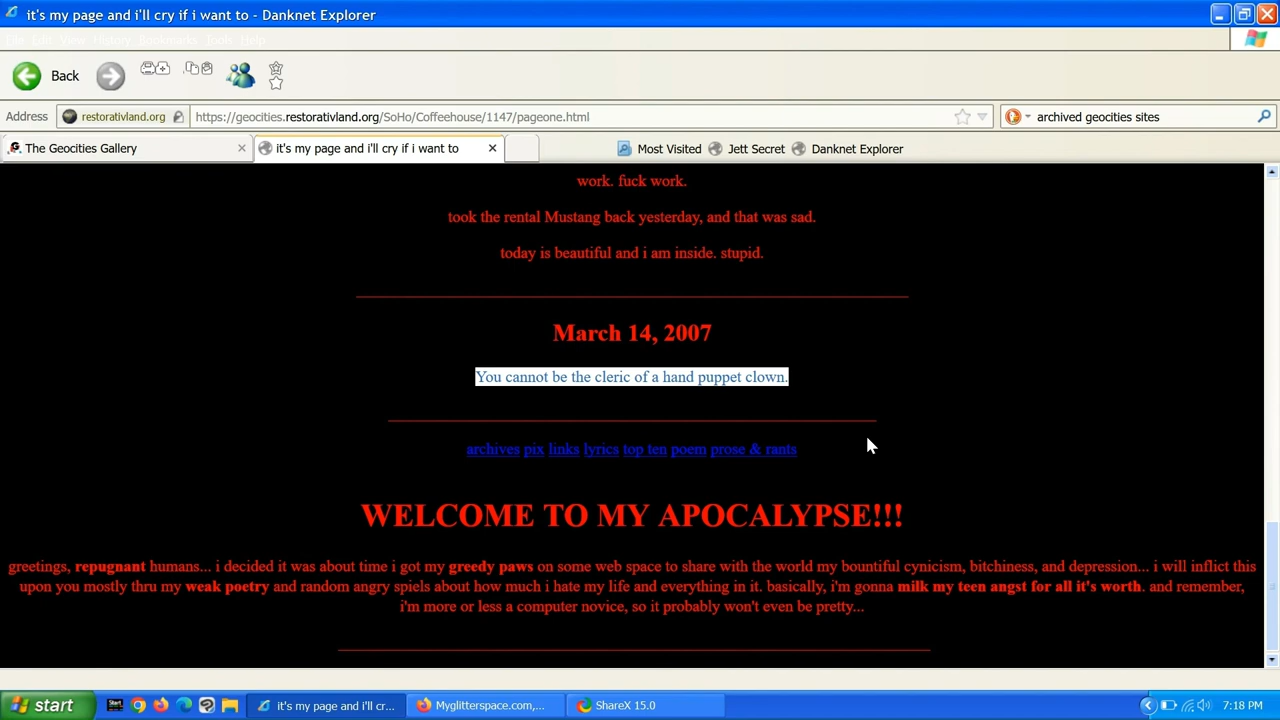 it's my page and i'll cry if i want to - Danknet Explorer
File Edit View History Bookmarks Tools Help
Back
Address restorativland.org https://geocities.restorativland.org/SoHo/Coffeehouse/1147/pageone.html archived geocities sites
The Geocities Gallery it's my page and i'll cry if i want to Most Visited Jett Secret Danknet Explorer
work. fuck work.
took the rental Mustang back yesterday, and that was sad.
today is beautiful and i am inside. stupid.
March 14, 2007
You cannot be the cleric of a hand puppet clown.
archives pix links lyrics top ten poem prose & rants
WELCOME TO MY APOCALYPSE!!!
greetings, repugnant humans... i decided it was about time i got my greedy paws on some web space to share with the world my bountiful cynicism, bitchiness, and depression... i will inflict this
upon you mostly thru my weak poetry and random angry spiels about how much i hate my life and everything in it. basically, i'm gonna milk my teen angst for all it's worth. and remember,
i'm more or less a computer novice, so it probably won't even be pretty...
start it's my page and i'll cr... Myglitterspace.com,... ShareX 15.0 7:18 PM